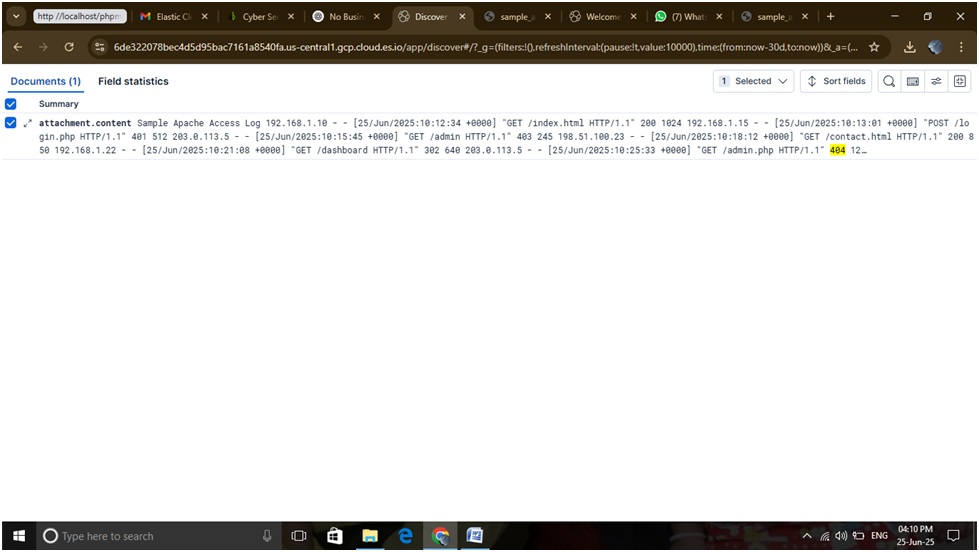 http://localhost/phpm
Elastic Cl
Cyber Se
No Busin
Discover
sample_a
Welcome
(7) Whats
sample_a
6de322078bec4d5d95bac7161a8540fa.us-central1.gcp.cloud.es.io/app/discover#/?_g=(filters:!(),refreshInterval:(pause:!t,value:10000),time:(from:now-30d,to:now))&_a=(...
Documents (1) Field statistics
1 Selected
Sort fields
Summary
attachment.content Sample Apache Access Log 192.168.1.10 - - [25/Jun/2025:10:12:34 +0000] "GET /index.html HTTP/1.1" 200 1024 192.168.1.15 - - [25/Jun/2025:10:13:01 +0000] "POST /lo
gin.php HTTP/1.1" 401 512 203.0.113.5 - - [25/Jun/2025:10:15:45 +0000] "GET /admin HTTP/1.1" 403 245 198.51.100.23 - - [25/Jun/2025:10:18:12 +0000] "GET /contact.html HTTP/1.1" 200 8
50 192.168.1.22 - - [25/Jun/2025:10:21:08 +0000] "GET /dashboard HTTP/1.1" 302 640 203.0.113.5 - - [25/Jun/2025:10:25:33 +0000] "GET /admin.php HTTP/1.1" 404 12…
Type here to search
ENG
04:10 PM
25-Jun-25